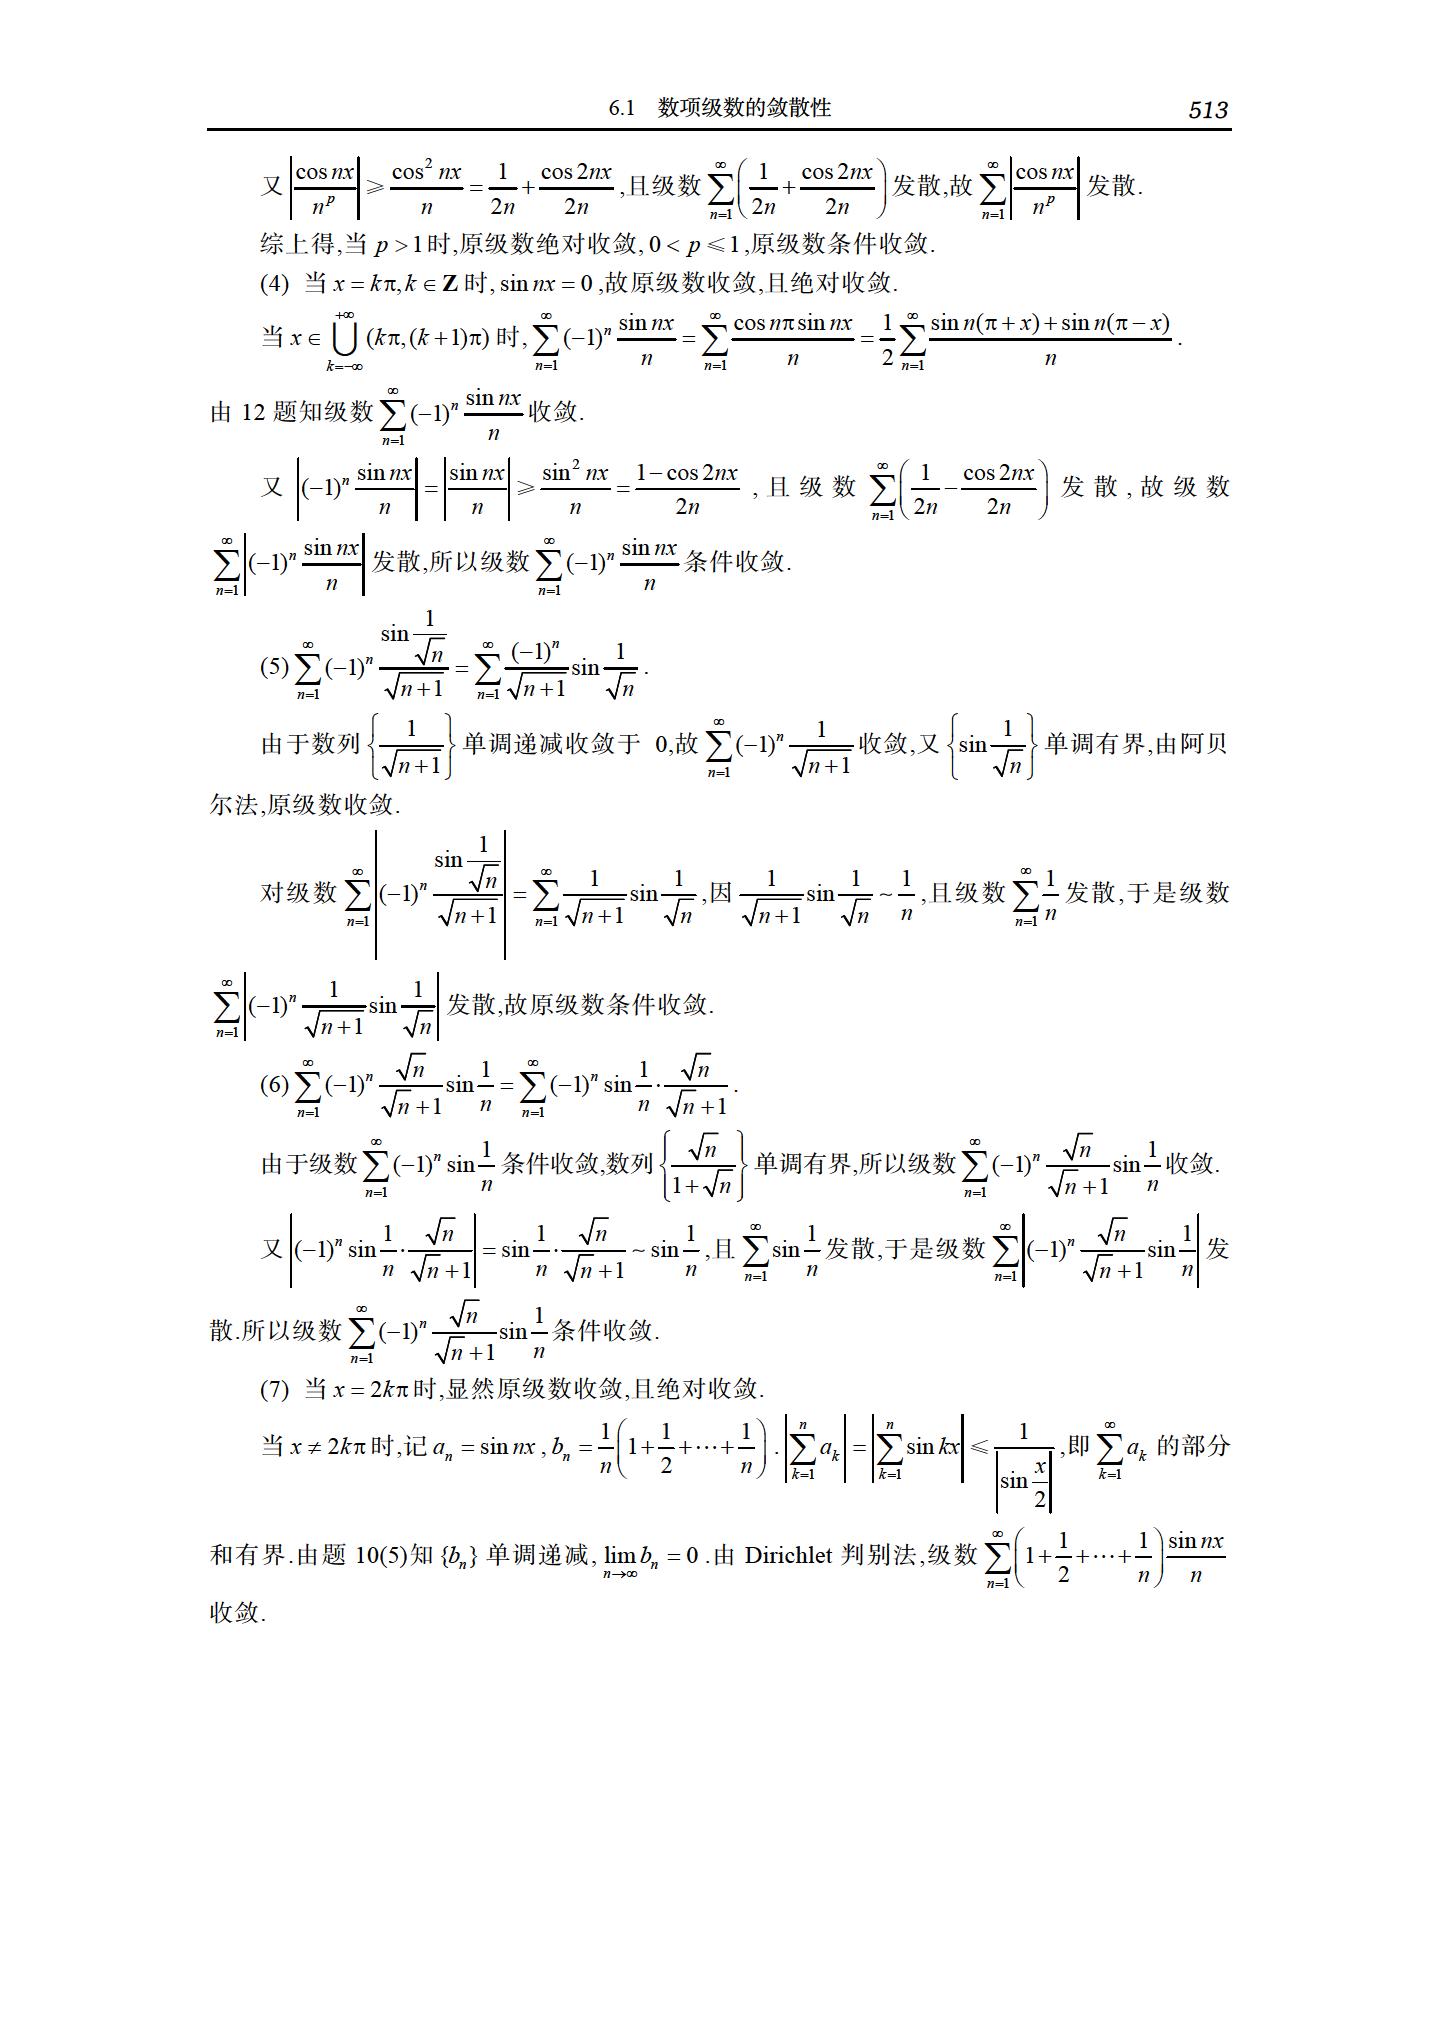 6.1 数项级数的敛散性 513
又 $\left|\frac{\cos nx}{n^p}\right| \geqslant \frac{\cos^2 nx}{n} = \frac{1}{2n} + \frac{\cos 2nx}{2n}$ ,且级数 $\sum_{n=1}^{\infty}\left(\frac{1}{2n} + \frac{\cos 2nx}{2n}\right)$ 发散,故 $\sum_{n=1}^{\infty}\left|\frac{\cos nx}{n^p}\right|$ 发散.
综上得,当 $p > 1$ 时,原级数绝对收敛, $0 < p \leqslant 1$ ,原级数条件收敛.
(4) 当 $x = k\pi, k \in \mathbf{Z}$ 时, $\sin nx = 0$ ,故原级数收敛,且绝对收敛.
当 $x \in \bigcup_{k=-\infty}^{+\infty}(k\pi, (k+1)\pi)$ 时, $\sum_{n=1}^{\infty}(-1)^n \frac{\sin nx}{n} = \sum_{n=1}^{\infty}\frac{\cos n\pi \sin nx}{n} = \frac{1}{2}\sum_{n=1}^{\infty}\frac{\sin n(\pi + x) + \sin n(\pi - x)}{n}$ .
由 12 题知级数 $\sum_{n=1}^{\infty}(-1)^n \frac{\sin nx}{n}$ 收敛.
又 $\left|(-1)^n \frac{\sin nx}{n}\right| = \left|\frac{\sin nx}{n}\right| \geqslant \frac{\sin^2 nx}{n} = \frac{1 - \cos 2nx}{2n}$ ,且级数 $\sum_{n=1}^{\infty}\left(\frac{1}{2n} - \frac{\cos 2nx}{2n}\right)$ 发散,故级数
$\sum_{n=1}^{\infty}\left|(-1)^n \frac{\sin nx}{n}\right|$ 发散,所以级数 $\sum_{n=1}^{\infty}(-1)^n \frac{\sin nx}{n}$ 条件收敛.
(5) $\sum_{n=1}^{\infty}(-1)^n \frac{\sin\frac{1}{\sqrt{n}}}{\sqrt{n+1}} = \sum_{n=1}^{\infty}\frac{(-1)^n}{\sqrt{n+1}}\sin\frac{1}{\sqrt{n}}$ .
由于数列 $\left\{\frac{1}{\sqrt{n+1}}\right\}$ 单调递减收敛于 0,故 $\sum_{n=1}^{\infty}(-1)^n \frac{1}{\sqrt{n+1}}$ 收敛,又 $\left\{\sin\frac{1}{\sqrt{n}}\right\}$ 单调有界,由阿贝
尔法,原级数收敛.
对级数 $\sum_{n=1}^{\infty}\left|(-1)^n \frac{\sin\frac{1}{\sqrt{n}}}{\sqrt{n+1}}\right| = \sum_{n=1}^{\infty}\frac{1}{\sqrt{n+1}}\sin\frac{1}{\sqrt{n}}$ ,因 $\frac{1}{\sqrt{n+1}}\sin\frac{1}{\sqrt{n}} \sim \frac{1}{n}$ ,且级数 $\sum_{n=1}^{\infty}\frac{1}{n}$ 发散,于是级数
$\sum_{n=1}^{\infty}\left|(-1)^n \frac{1}{\sqrt{n+1}}\sin\frac{1}{\sqrt{n}}\right|$ 发散,故原级数条件收敛.
(6) $\sum_{n=1}^{\infty}(-1)^n \frac{\sqrt{n}}{\sqrt{n}+1}\sin\frac{1}{n} = \sum_{n=1}^{\infty}(-1)^n \sin\frac{1}{n} \cdot \frac{\sqrt{n}}{\sqrt{n}+1}$ .
由于级数 $\sum_{n=1}^{\infty}(-1)^n \sin\frac{1}{n}$ 条件收敛,数列 $\left\{\frac{\sqrt{n}}{1+\sqrt{n}}\right\}$ 单调有界,所以级数 $\sum_{n=1}^{\infty}(-1)^n \frac{\sqrt{n}}{\sqrt{n}+1}\sin\frac{1}{n}$ 收敛.
又 $\left|(-1)^n \sin\frac{1}{n} \cdot \frac{\sqrt{n}}{\sqrt{n}+1}\right| = \sin\frac{1}{n} \cdot \frac{\sqrt{n}}{\sqrt{n}+1} \sim \sin\frac{1}{n}$ ,且 $\sum_{n=1}^{\infty}\sin\frac{1}{n}$ 发散,于是级数 $\sum_{n=1}^{\infty}\left|(-1)^n \frac{\sqrt{n}}{\sqrt{n}+1}\sin\frac{1}{n}\right|$ 发
散.所以级数 $\sum_{n=1}^{\infty}(-1)^n \frac{\sqrt{n}}{\sqrt{n}+1}\sin\frac{1}{n}$ 条件收敛.
(7) 当 $x = 2k\pi$ 时,显然原级数收敛,且绝对收敛.
当 $x \neq 2k\pi$ 时,记 $a_n = \sin nx$ , $b_n = \frac{1}{n}\left(1 + \frac{1}{2} + \cdots + \frac{1}{n}\right)$ . $\left|\sum_{k=1}^{n} a_k\right| = \left|\sum_{k=1}^{n}\sin kx\right| \leqslant \frac{1}{\left|\sin\frac{x}{2}\right|}$ ,即 $\sum_{k=1}^{\infty} a_k$ 的部分
和有界.由题 10(5)知 $\{b_n\}$ 单调递减, $\lim_{n\to\infty} b_n = 0$ .由 Dirichlet 判别法,级数 $\sum_{n=1}^{\infty}\left(1 + \frac{1}{2} + \cdots + \frac{1}{n}\right)\frac{\sin nx}{n}$
收敛.